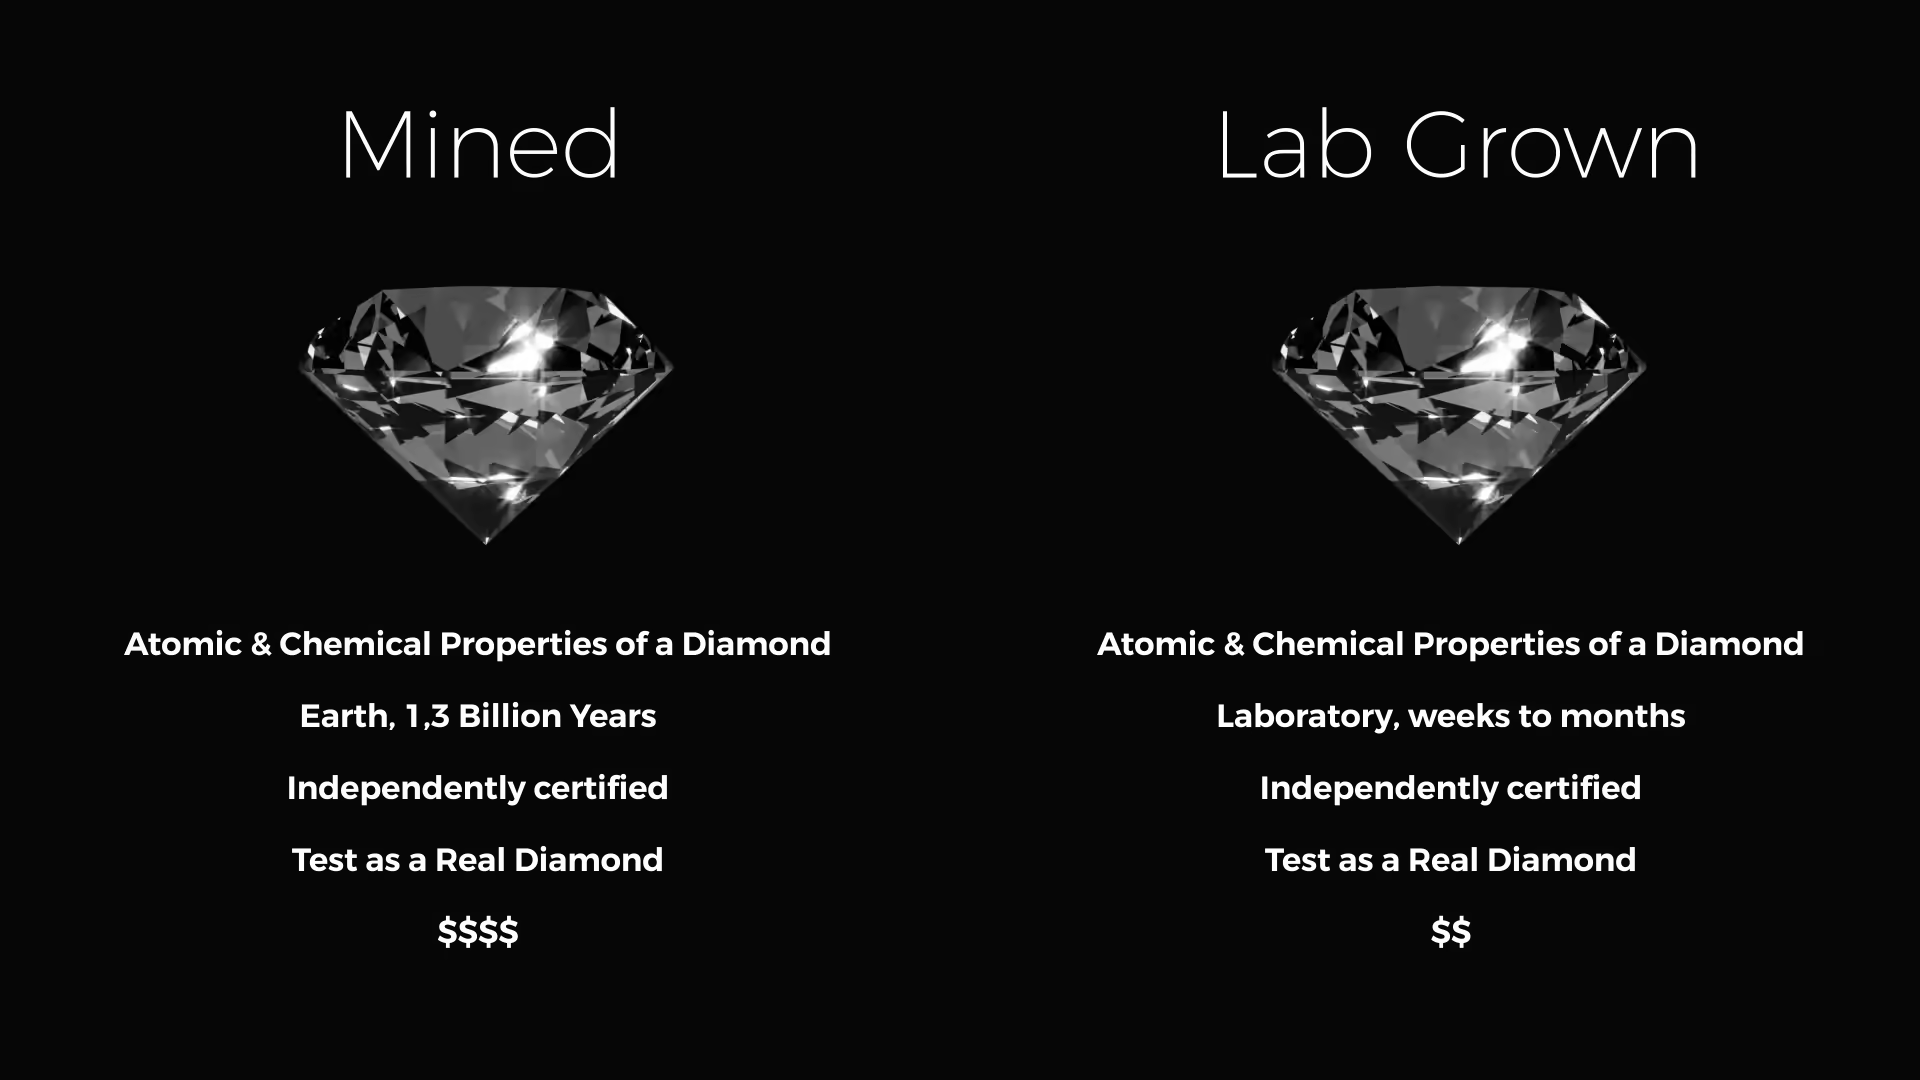 Mined
Atomic & Chemical Properties of a Diamond
Earth, 1,3 Billion Years
Independently certified
Test as a Real Diamond
$$$$
Lab Grown
Atomic & Chemical Properties of a Diamond
Laboratory, weeks to months
Independently certified
Test as a Real Diamond
$$